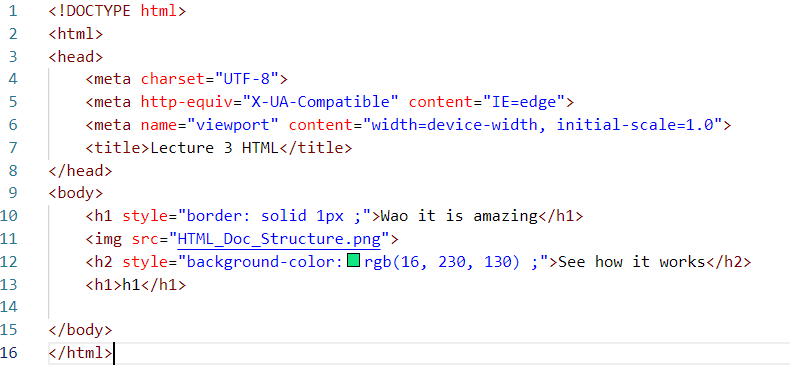 1 <!DOCTYPE html>
2 <html>
3 <head>
4     <meta charset="UTF-8">
5     <meta http-equiv="X-UA-Compatible" content="IE=edge">
6     <meta name="viewport" content="width=device-width, initial-scale=1.0">
7     <title>Lecture 3 HTML</title>
8 </head>
9 <body>
10     <h1 style="border: solid 1px ;">Wao it is amazing</h1>
11     <img src="HTML_Doc_Structure.png">
12     <h2 style="background-color: rgb(16, 230, 130) ;">See how it works</h2>
13     <h1>h1</h1>
14
15 </body>
16 </html>